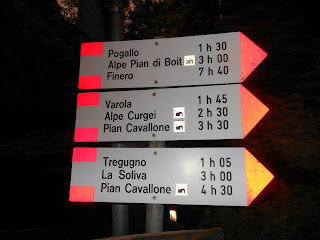 Pogallo 1 h 30
Alpe Pian di Boit 3 h 00
Finero 7 h 40
Varola 1 h 45
Alpe Curgei 2 h 30
Pian Cavallone 3 h 30
Tregugno 1 h 05
La Soliva 3 h 00
Pian Cavallone 4 h 30